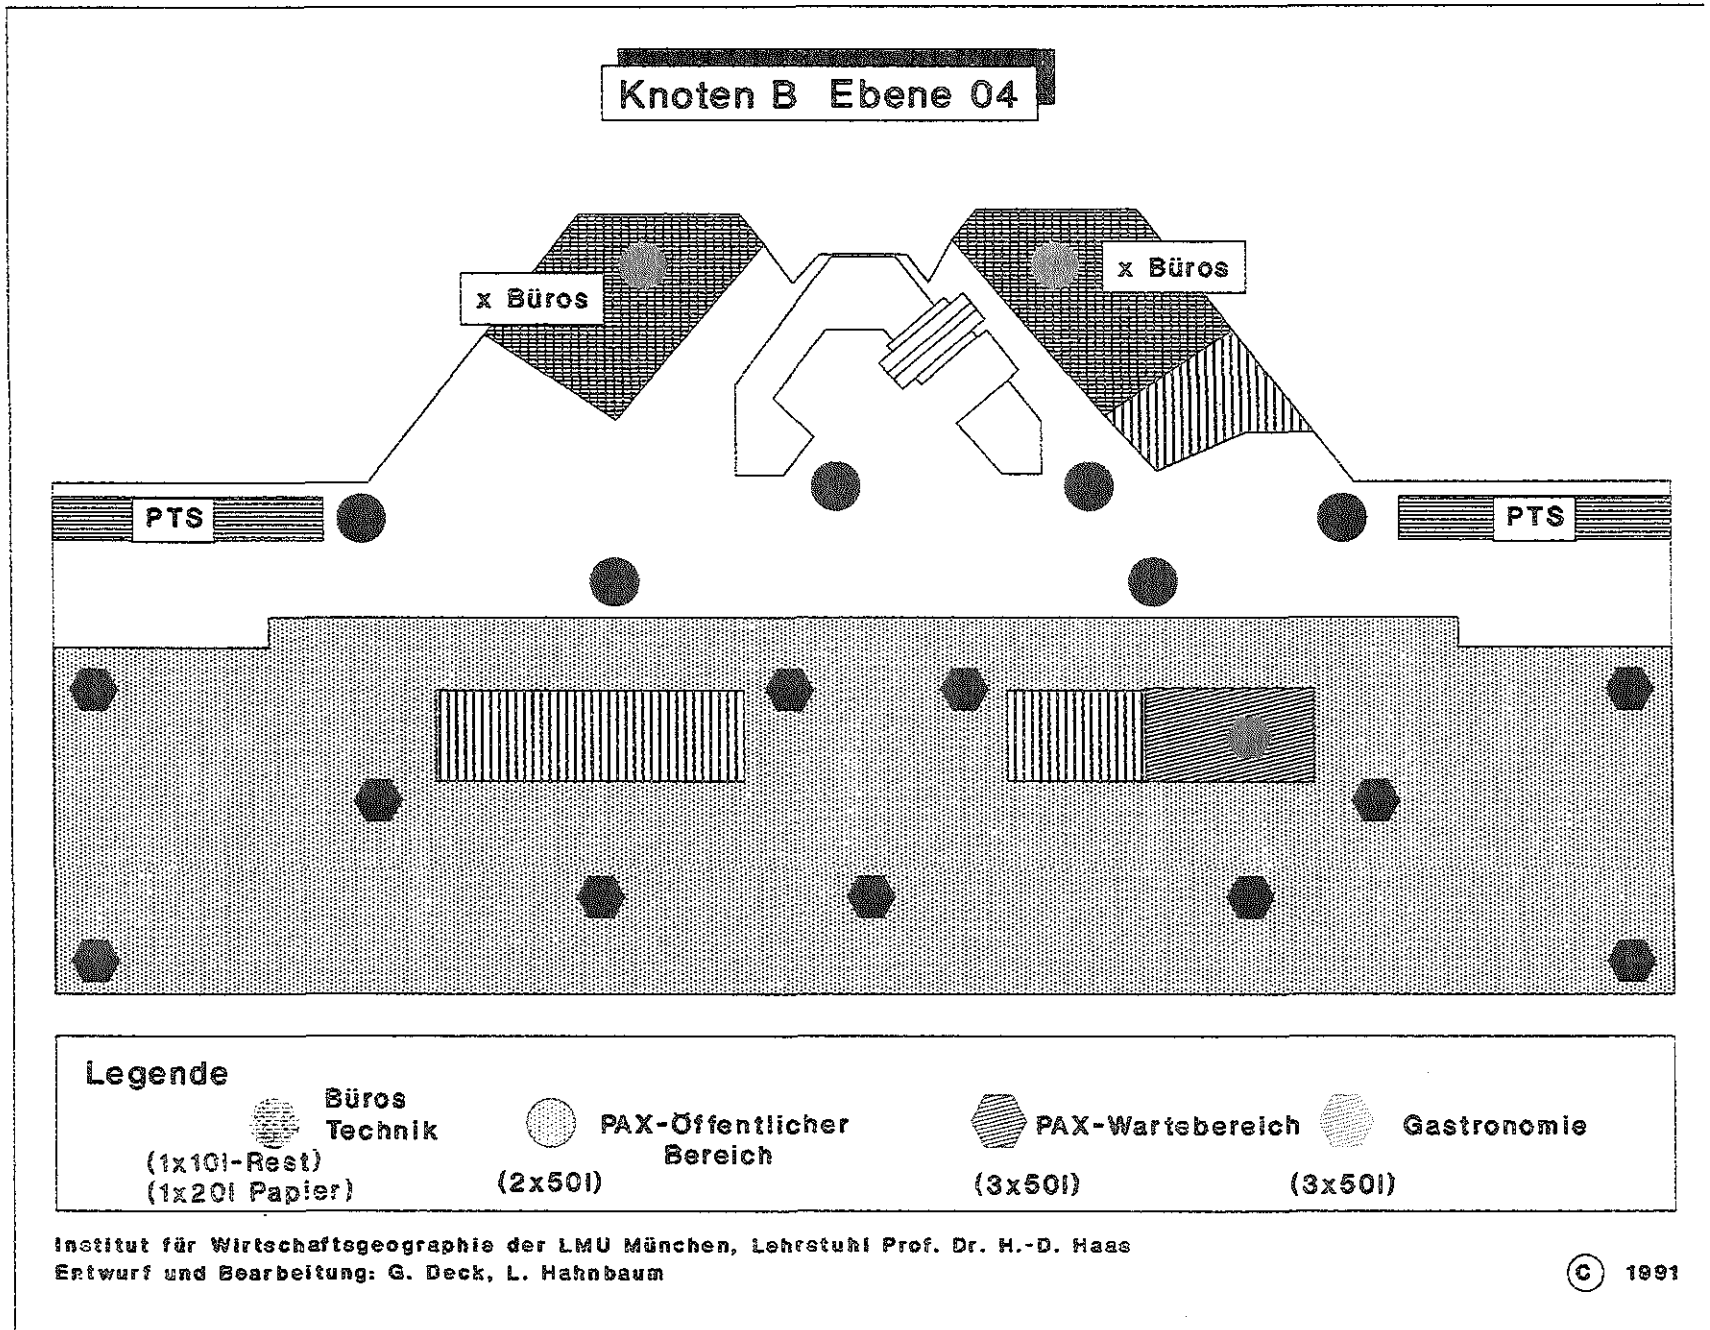 Knoten B Ebene 04
x Büros
x Büros
PTS
PTS
Legende
Büros
Technik
(1x10l-Rest)
(1x20l Papier)
PAX-Öffentlicher
Bereich
(2x50l)
PAX-Wartebereich
(3x50l)
Gastronomie
(3x50l)
Institut für Wirtschaftsgeographie der LMU München, Lehrstuhl Prof. Dr. H.-D. Haas
Entwurf und Bearbeitung: G. Deck, L. Hahnbaum
© 1991